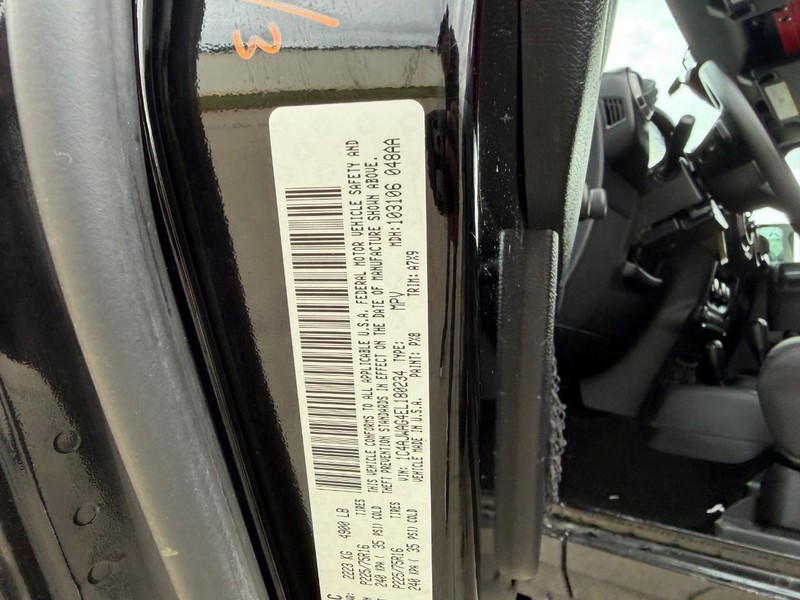 3
2223 KG 4900 LB
P225/75R16 TIRES
240 KPA ( 35 PSI) COLD
P225/75R16 TIRES
240 KPA ( 35 PSI) COLD
THIS VEHICLE CONFORMS TO ALL APPLICABLE U.S.A. FEDERAL MOTOR VEHICLE SAFETY AND
THEFT PREVENTION STANDARDS IN EFFECT ON THE DATE OF MANUFACTURE SHOWN ABOVE.
VIN: 1C4AJWAG4EL180234 TYPE: MPV MDH:103106 048AA
VEHICLE MADE IN U.S.A. PAINT: PX8 TRIM: A7X9